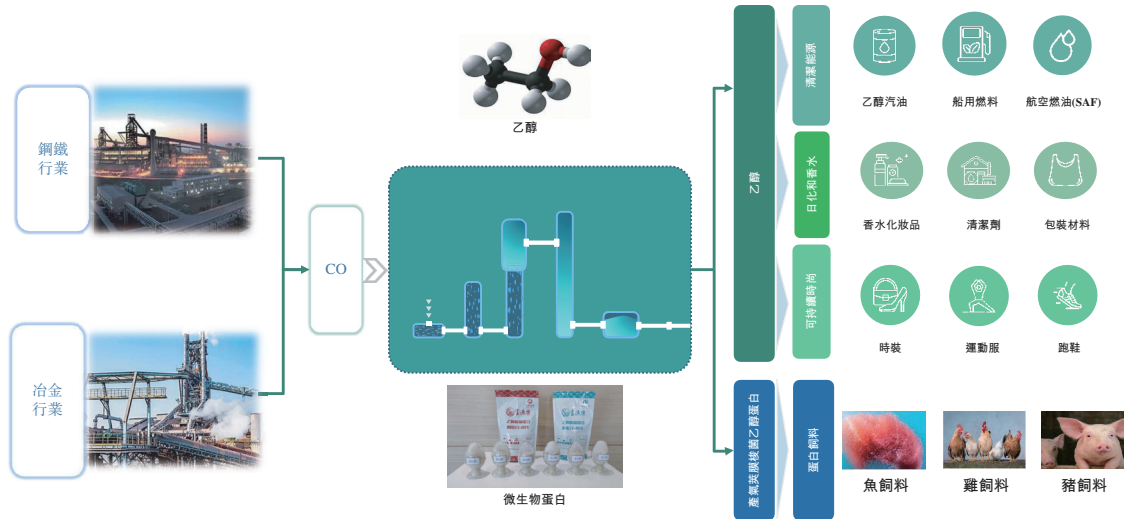 鋼鐵
行業
冶金
行業
CO
乙醇
微生物蛋白
乙醇
清潔能源
乙醇汽油
船用燃料
航空燃油(SAF)
日化和香水
香水化妝品
清潔劑
包裝材料
可持續時尚
時裝
運動服
跑鞋
產氣莢膜梭菌乙醇蛋白
蛋白飼料
魚飼料
雞飼料
豬飼料